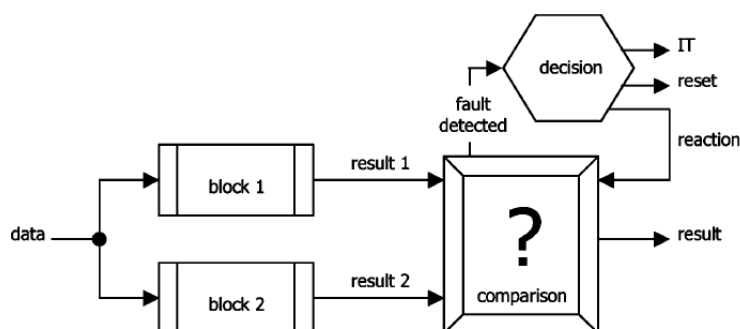 IT
decision
reset
fault
detected
reaction
result 1
block 1
data
?
result
result 2
comparison
block 2